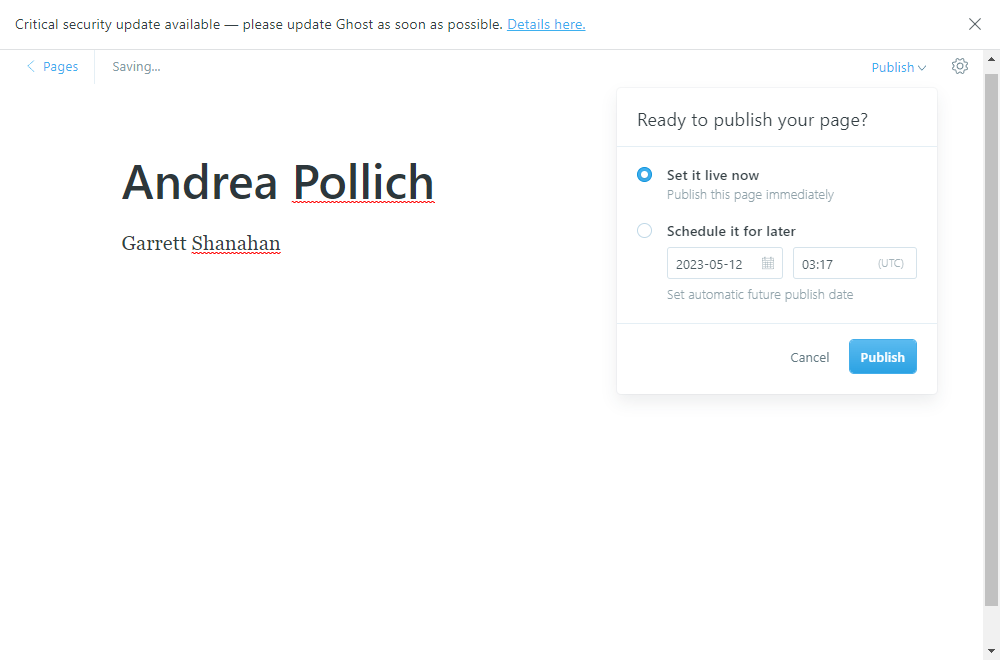 Critical security update available — please update Ghost as soon as possible. Details here.
Pages
Saving...
Publish
Ready to publish your page?
Set it live now
Publish this page immediately
Schedule it for later
2023-05-12
03:17
(UTC)
Set automatic future publish date
Cancel
Publish
Andrea Pollich
Garrett Shanahan